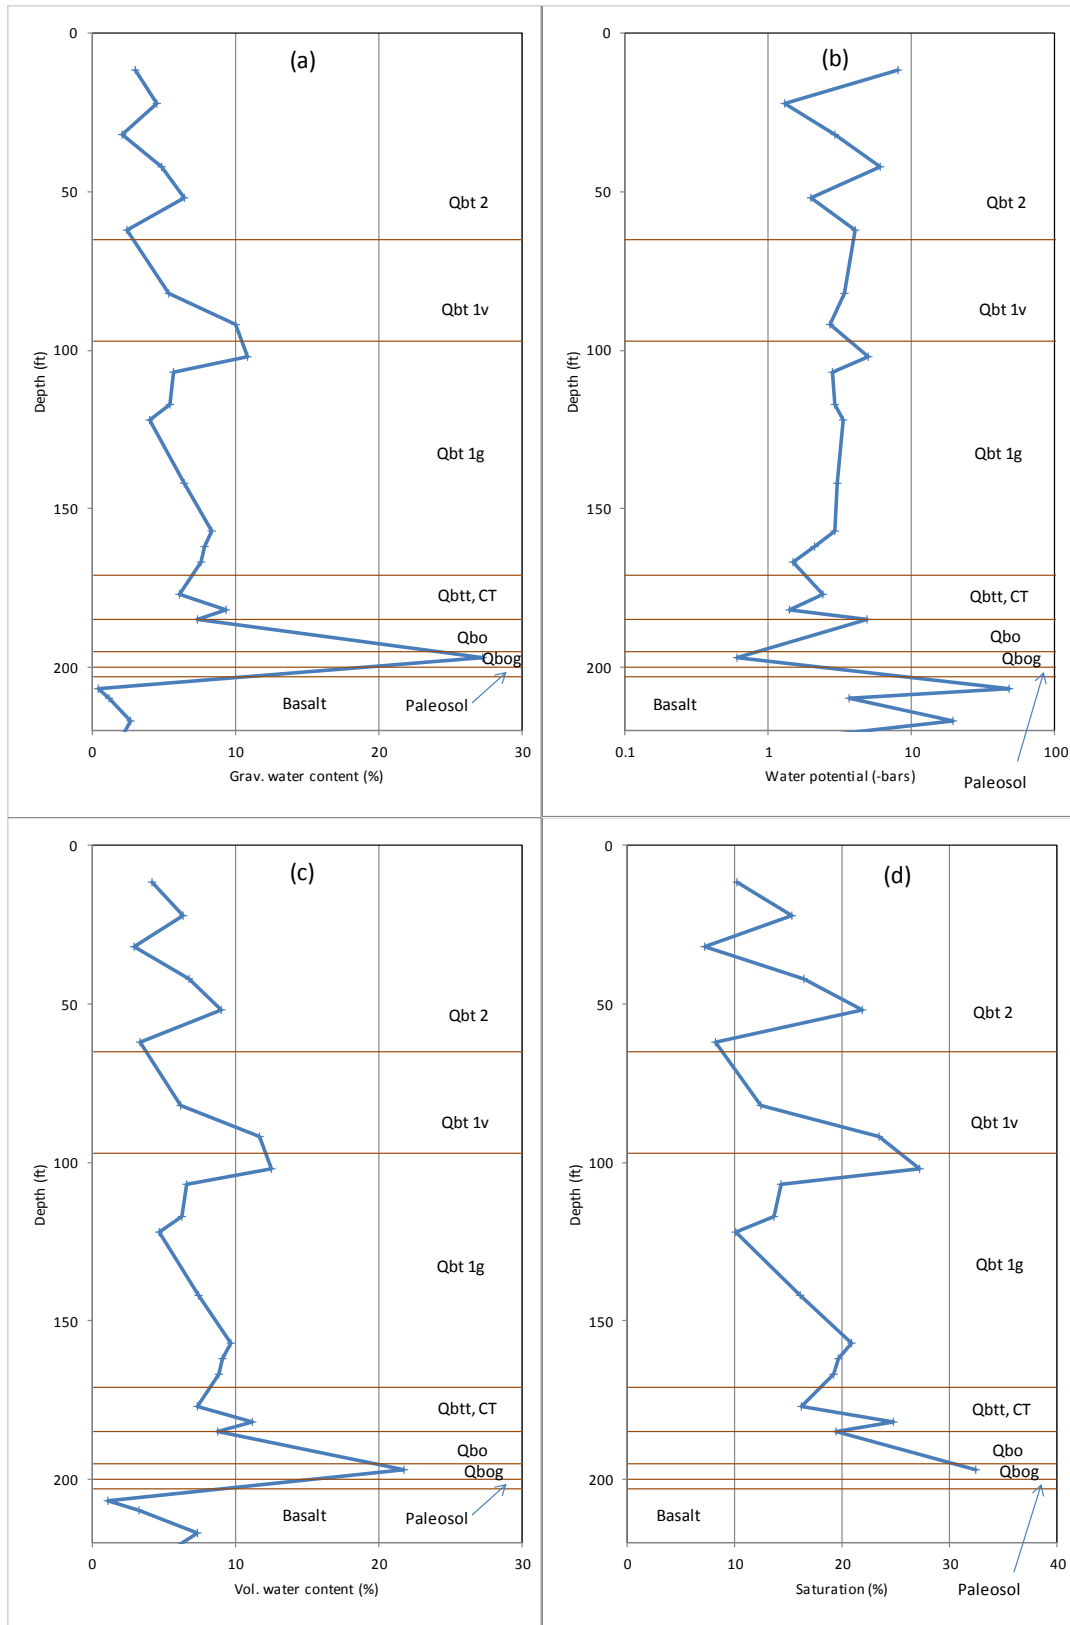 (a)
0
50
100
150
200
Depth (ft)
Qbt 2
Qbt 1v
Qbt 1g
Qbtt, CT
Qbo
Qbog
Basalt
Paleosol
0 10 20 30
Grav. water content (%)
(b)
0
50
100
150
200
Depth (ft)
Qbt 2
Qbt 1v
Qbt 1g
Qbtt, CT
Qbo
Qbog
Basalt
0.1 1 10 100
Water potential (-bars)
Paleosol
(c)
0
50
100
150
200
Depth (ft)
Qbt 2
Qbt 1v
Qbt 1g
Qbtt, CT
Qbo
Qbog
Basalt
Paleosol
0 10 20 30
Vol. water content (%)
(d)
0
50
100
150
200
Depth (ft)
Qbt 2
Qbt 1v
Qbt 1g
Qbtt, CT
Qbo
Qbog
Basalt
0 10 20 30 40
Saturation (%)
Paleosol